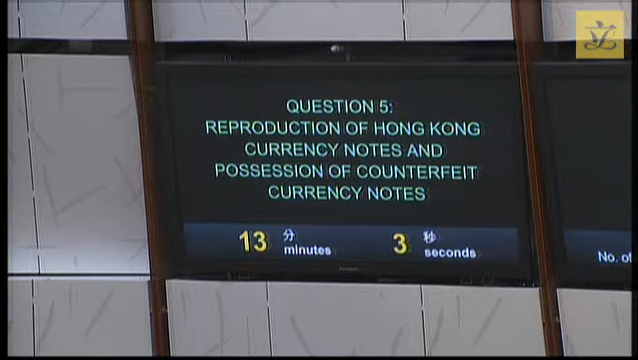 立
QUESTION 5:
REPRODUCTION OF HONG KONG
CURRENCY NOTES AND
POSSESSION OF COUNTERFEIT
CURRENCY NOTES
13 分 minutes 3 秒 seconds
No. of